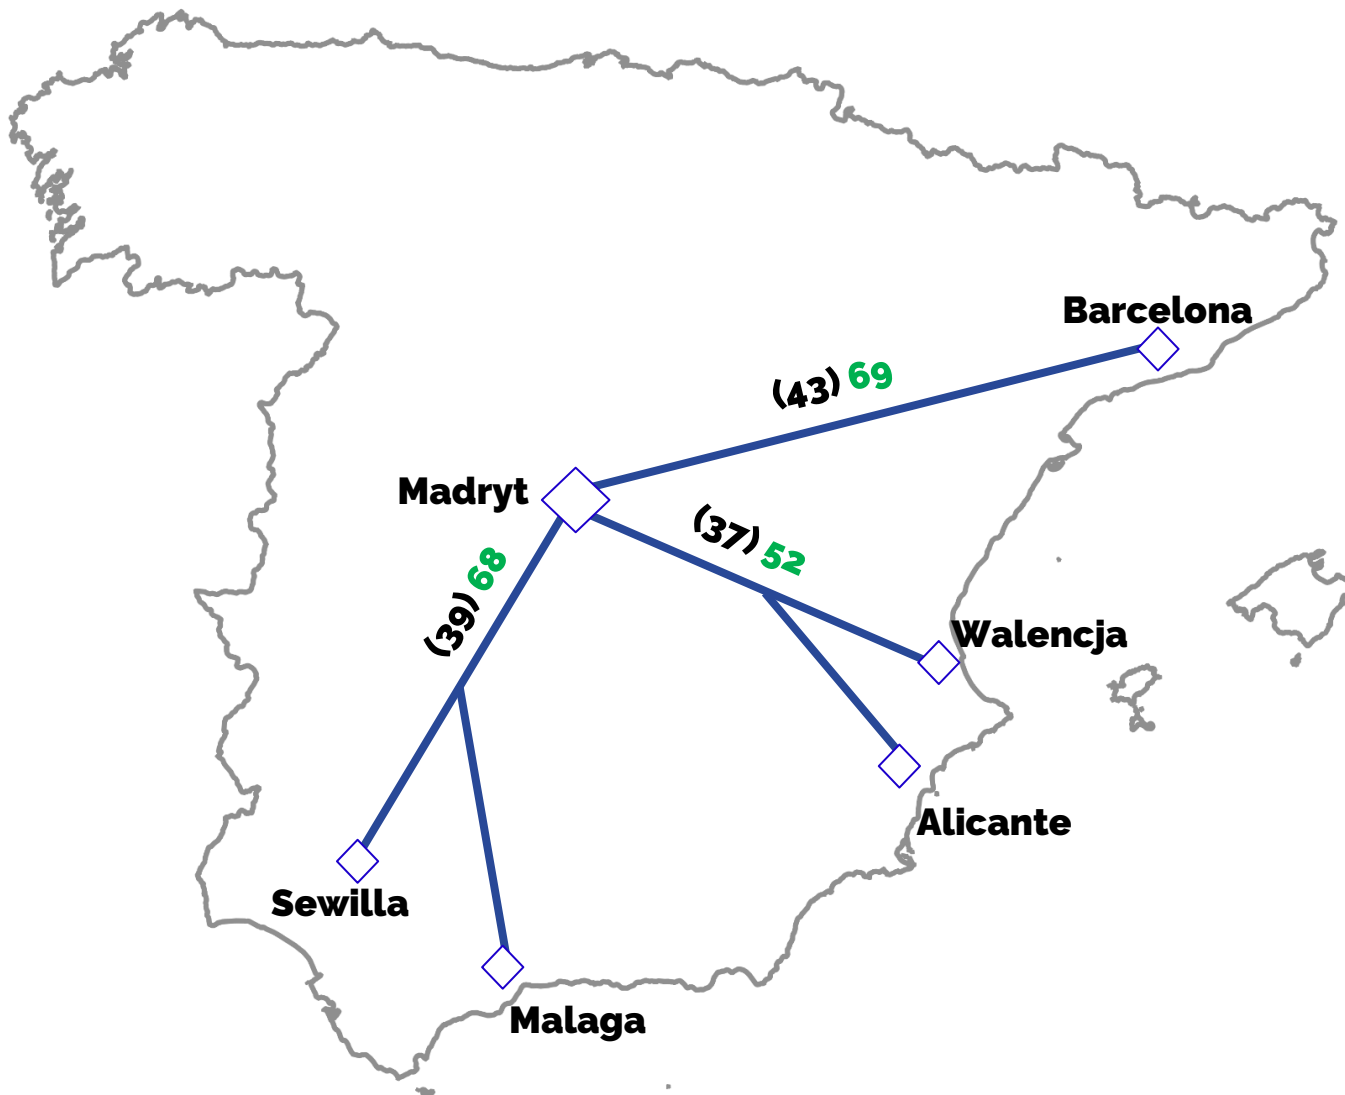 Barcelona
(43) 69
Madryt
(37) 52
(39) 68
Walencja
Alicante
Sewilla
Malaga